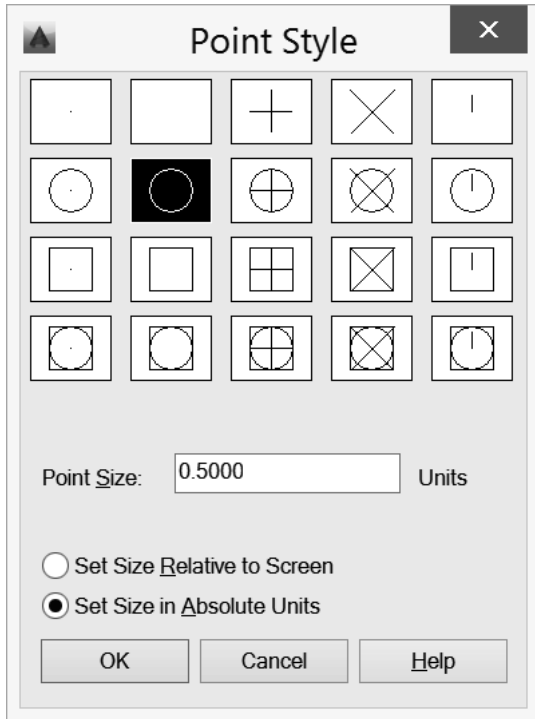 Point Style
Point Size: 0.5000 Units
Set Size Relative to Screen
Set Size in Absolute Units
OK Cancel Help